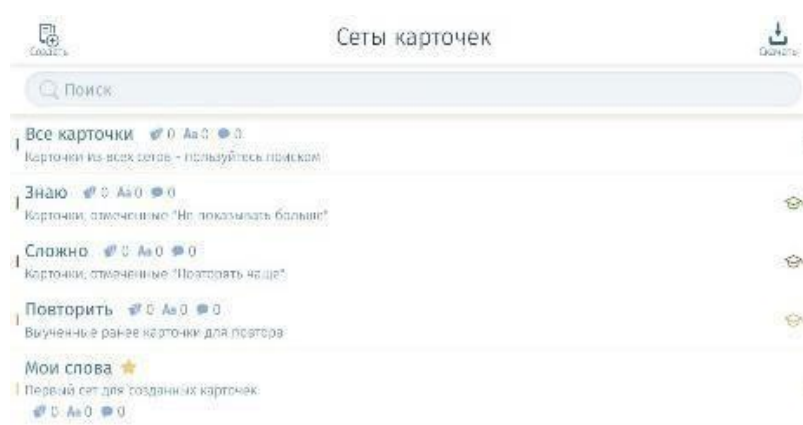 Сеты карточек
Создать
Скачать
Поиск
Все карточки 0 Aa 0 0
Карточки из всех сетов - пользуйтесь поиском
Знаю 0 Aa 0 0
Карточки, отмеченные "Не показывать больше"
Сложно 0 Aa 0 0
Карточки, отмеченные "Повторять чаще"
Повторить 0 Aa 0 0
Выученные ранее карточки для повтора
Мои слова
Первый сет для созданных карточек
0 Aa 0 0